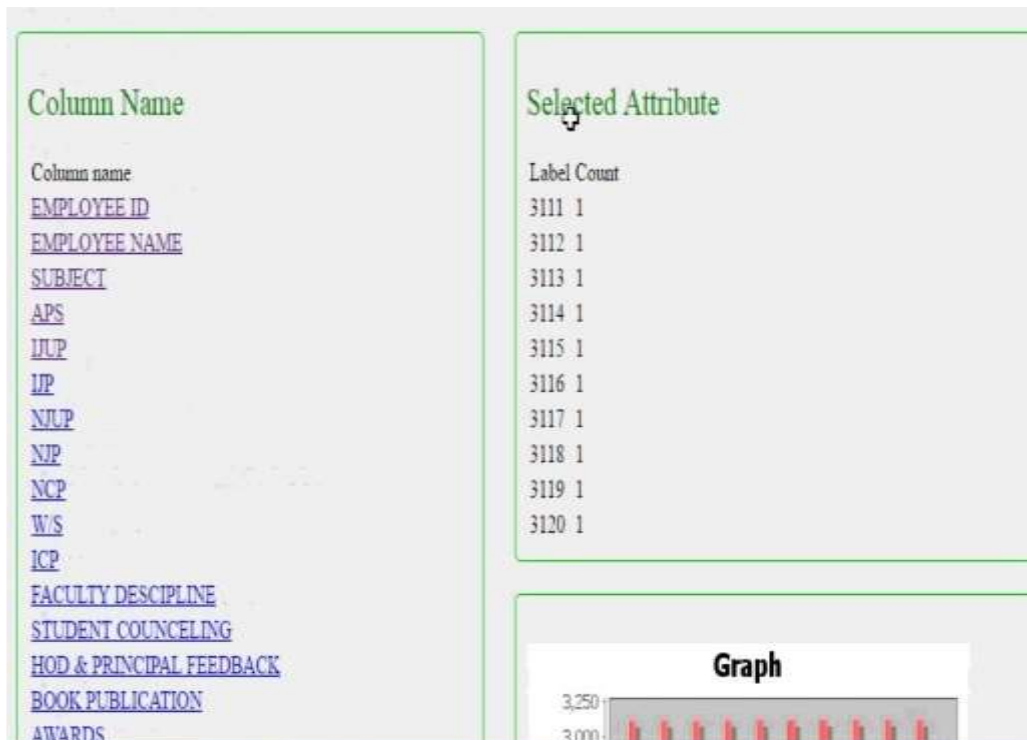 Column Name
Column name
EMPLOYEE ID
EMPLOYEE NAME
SUBJECT
APS
IJUP
IJP
NJUP
NJP
NCP
W/S
ICP
FACULTY DESCIPLINE
STUDENT COUNCELING
HOD & PRINCIPAL FEEDBACK
BOOK PUBLICATION
AWARDS
Selected Attribute
Label Count
3111 1
3112 1
3113 1
3114 1
3115 1
3116 1
3117 1
3118 1
3119 1
3120 1
Graph
3,250
3,000